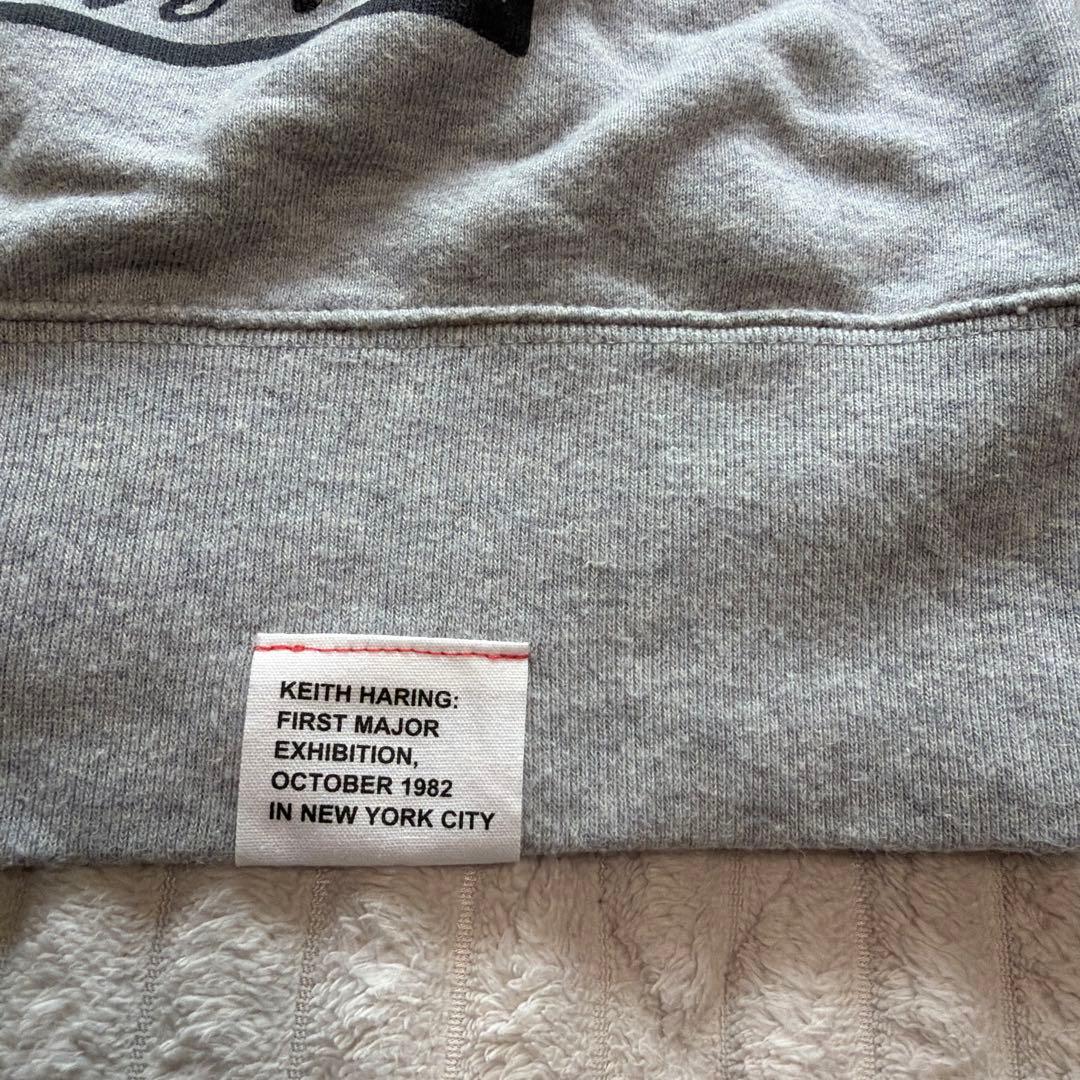 KEITH HARING:
FIRST MAJOR
EXHIBITION,
OCTOBER 1982
IN NEW YORK CITY